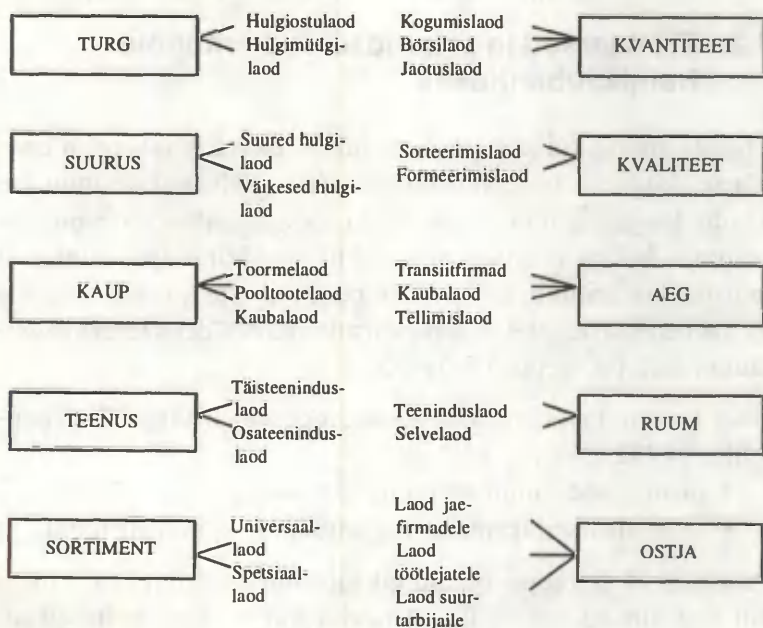 TURG
Hulgiostulaod
Hulgimüülgi-
laod
Kogumislaod
Börsilaod
Jaotuslaod
KVANTITEET
SUURUS
Suured hulgi-
laod
Väikesed hulgi-
laod
Sorteerimislaod
KVALITEET
KAUP
Toormelaod
Pooltootelaod
Kaubalaod
Transiitfirmad
Kaubalaod
Tellimislaod
AEG
TEENUS
Täisteenindus-
laod
Osateenindus-
laod
Teeninduslaod
Selvelaod
RUUM
SORTIMENT
Universaal-
laod
Spetsiaal-
laod
Laod jae-
firmadele
Laod
töötlejatele
Laod suur-
tarbijaile
OSTJA